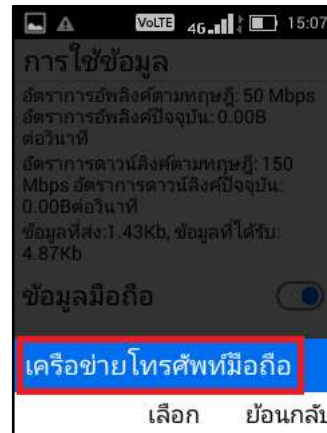 VoLTE 4G 15:07
การใช้ข้อมูล
อัตราการอัพลิงค์ตามทฤษฎี: 50 Mbps
อัตราการอัพลิงค์ปัจจุบัน: 0.00B
ต่อวินาที
อัตราการดาวน์ลิงค์ตามทฤษฎี: 150
Mbps อัตราการดาวน์ลิงค์ปัจจุบัน:
0.00Bต่อวินาที
ข้อมูลที่ส่ง:1.43Kb, ข้อมูลที่ได้รับ:
4.87Kb
ข้อมูลมือถือ
เครือข่ายโทรศัพท์มือถือ
เลือก ย้อนกลับ